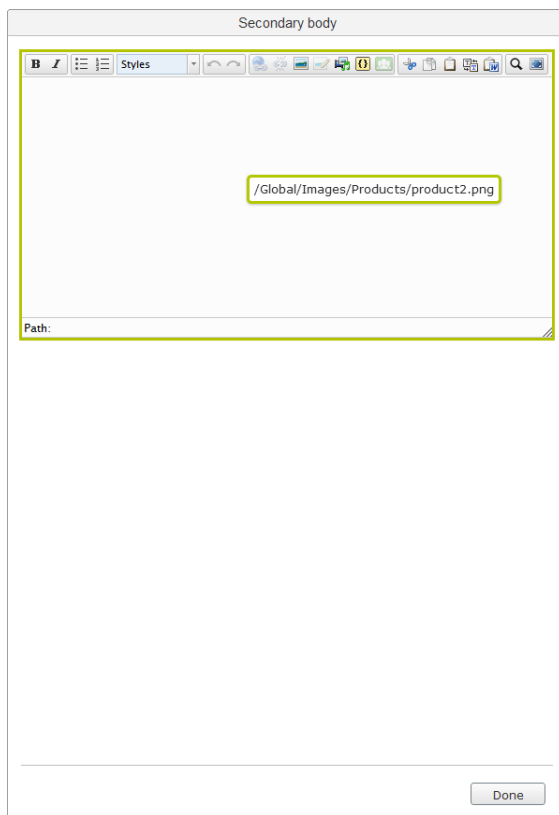 Secondary body
B I Styles
/Global/Images/Products/product2.png
Path:
Done